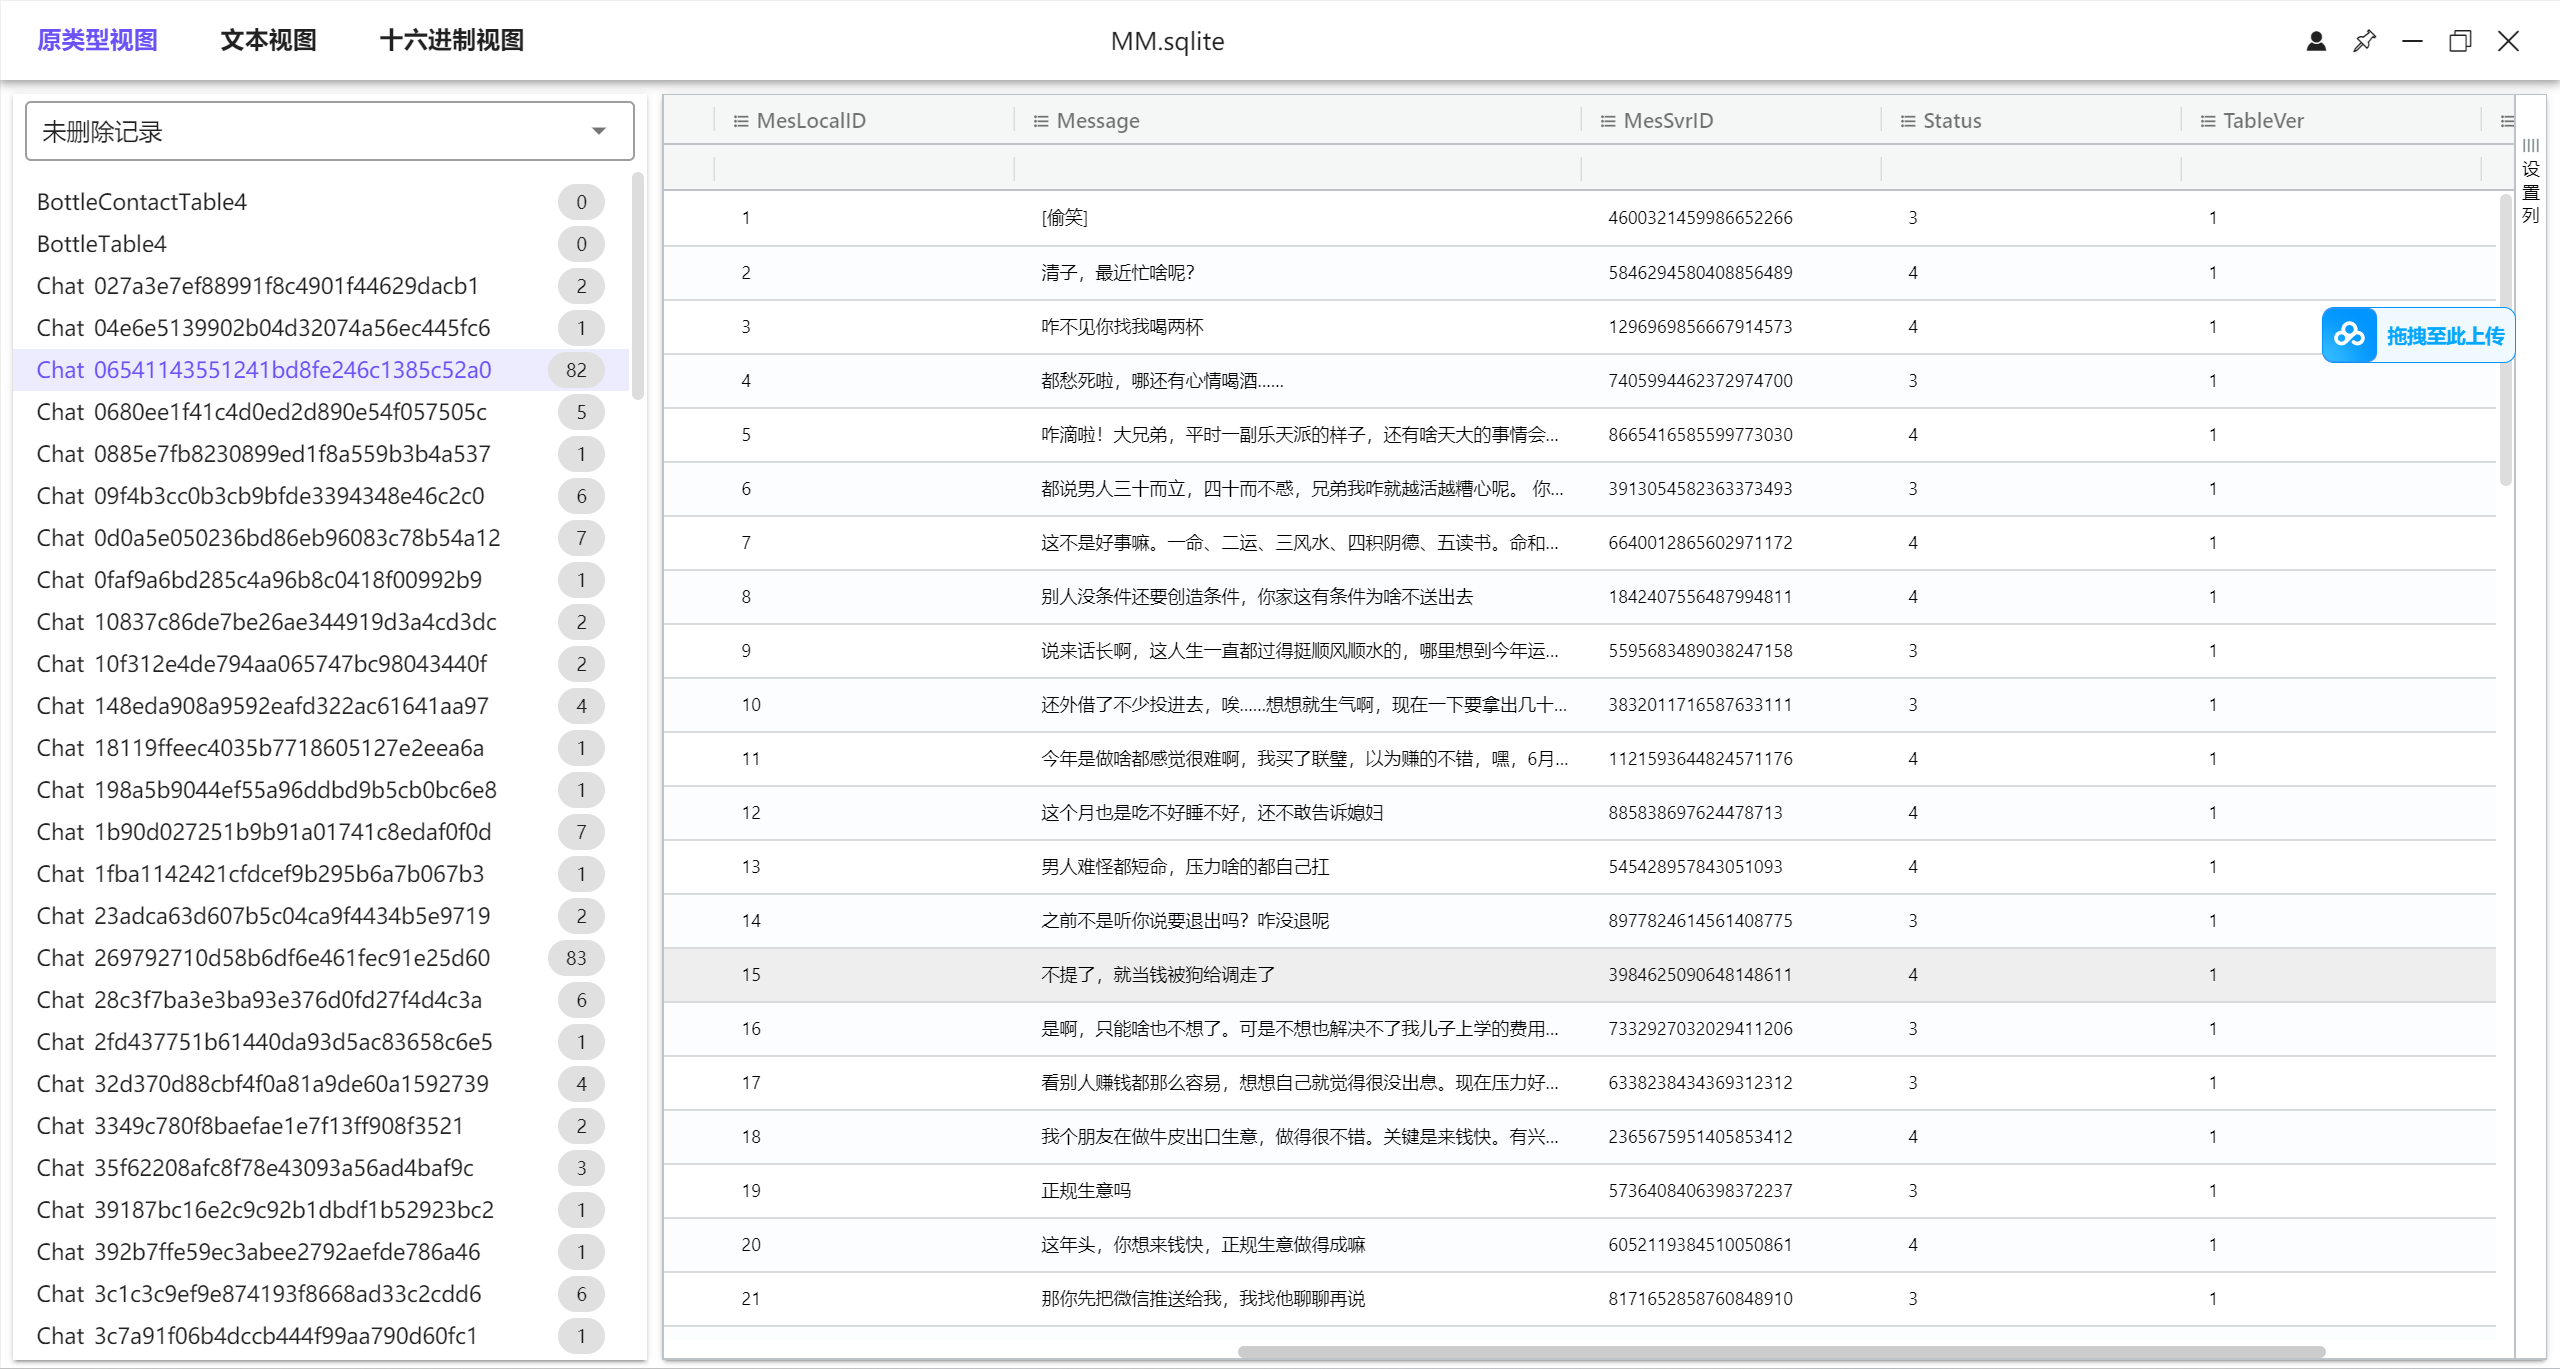 原类型视图 文本视图 十六进制视图 MM.sqlite
未删除记录
BottleContactTable4 0
BottleTable4 0
Chat 027a3e7ef88991f8c4901f44629dacb1 2
Chat 04e6e5139902b04d32074a56ec445fc6 1
Chat 06541143551241bd8fe246c1385c52a0 82
Chat 0680ee1f41c4d0ed2d890e54f057505c 5
Chat 0885e7fb8230899ed1f8a559b3b4a537 1
Chat 09f4b3cc0b3cb9bfde3394348e46c2c0 6
Chat 0d0a5e050236bd86eb96083c78b54a12 7
Chat 0faf9a6bd285c4a96b8c0418f00992b9 1
Chat 10837c86de7be26ae344919d3a4cd3dc 2
Chat 10f312e4de794aa065747bc98043440f 2
Chat 148eda908a9592eafd322ac61641aa97 4
Chat 18119ffeec4035b7718605127e2eea6a 1
Chat 198a5b9044ef55a96ddbd9b5cb0bc6e8 1
Chat 1b90d027251b9b91a01741c8edaf0f0d 7
Chat 1fba1142421cfdcef9b295b6a7b067b3 1
Chat 23adca63d607b5c04ca9f4434b5e9719 2
Chat 269792710d58b6df6e461fec91e25d60 83
Chat 28c3f7ba3e3ba93e376d0fd27f4d4c3a 6
Chat 2fd437751b61440da93d5ac83658c6e5 1
Chat 32d370d88cbf4f0a81a9de60a1592739 4
Chat 3349c780f8baefae1e7f13ff908f3521 2
Chat 35f62208afc8f78e43093a56ad4baf9c 3
Chat 39187bc16e2c9c92b1dbdf1b52923bc2 1
Chat 392b7ffe59ec3abee2792aefde786a46 1
Chat 3c1c3c9ef9e874193f8668ad33c2cdd6 6
Chat 3c7a91f06b4dccb444f99aa790d60fc1 1
MesLocalID Message MesSvrID Status TableVer
1 [偷笑] 4600321459986652266 3 1
2 清子，最近忙啥呢？ 5846294580408856489 4 1
3 咋不见你找我喝两杯 1296969856667914573 4 1
4 都愁死啦，哪还有心情喝酒...... 7405994462372974700 3 1
5 咋滴啦！大兄弟，平时一副乐天派的样子，还有啥天大的事情会... 8665416585599773030 4 1
6 都说男人三十而立，四十而不惑，兄弟我咋就越活越糟心呢。 你... 3913054582363373493 3 1
7 这不是好事嘛。一命、二运、三风水、四积阴德、五读书。命和... 6640012865602971172 4 1
8 别人没条件还要创造条件，你家这有条件为啥不送出去 1842407556487994811 4 1
9 说来话长啊，这人生一直都过得挺顺风顺水的，哪里想到今年运... 5595683489038247158 3 1
10 还外借了不少投进去，唉......想想就生气啊，现在一下要拿出几十... 3832011716587633111 3 1
11 今年是做啥都感觉很难啊，我买了联璧，以为赚的不错，嘿，6月... 1121593644824571176 4 1
12 这个月也是吃不好睡不好，还不敢告诉媳妇 885838697624478713 4 1
13 男人难怪都短命，压力啥的都自己扛 545428957843051093 4 1
14 之前不是听你说要退出吗？咋没退呢 8977824614561408775 3 1
15 不提了，就当钱被狗给调走了 3984625090648148611 4 1
16 是啊，只能啥也不想了。可是不想也解决不了我儿子上学的费用... 7332927032029411206 3 1
17 看别人赚钱都那么容易，想想自己就觉得很没出息。现在压力好... 6338238434369312312 3 1
18 我个朋友在做牛皮出口生意，做得很不错。关键是来钱快。有兴... 2365675951405853412 4 1
19 正规生意吗 5736408406398372237 3 1
20 这年头，你想来钱快，正规生意做得成嘛 6052119384510050861 4 1
21 那你先把微信推送给我，我找他聊聊再说 8171652858760848910 3 1
拖拽至此上传
设置列